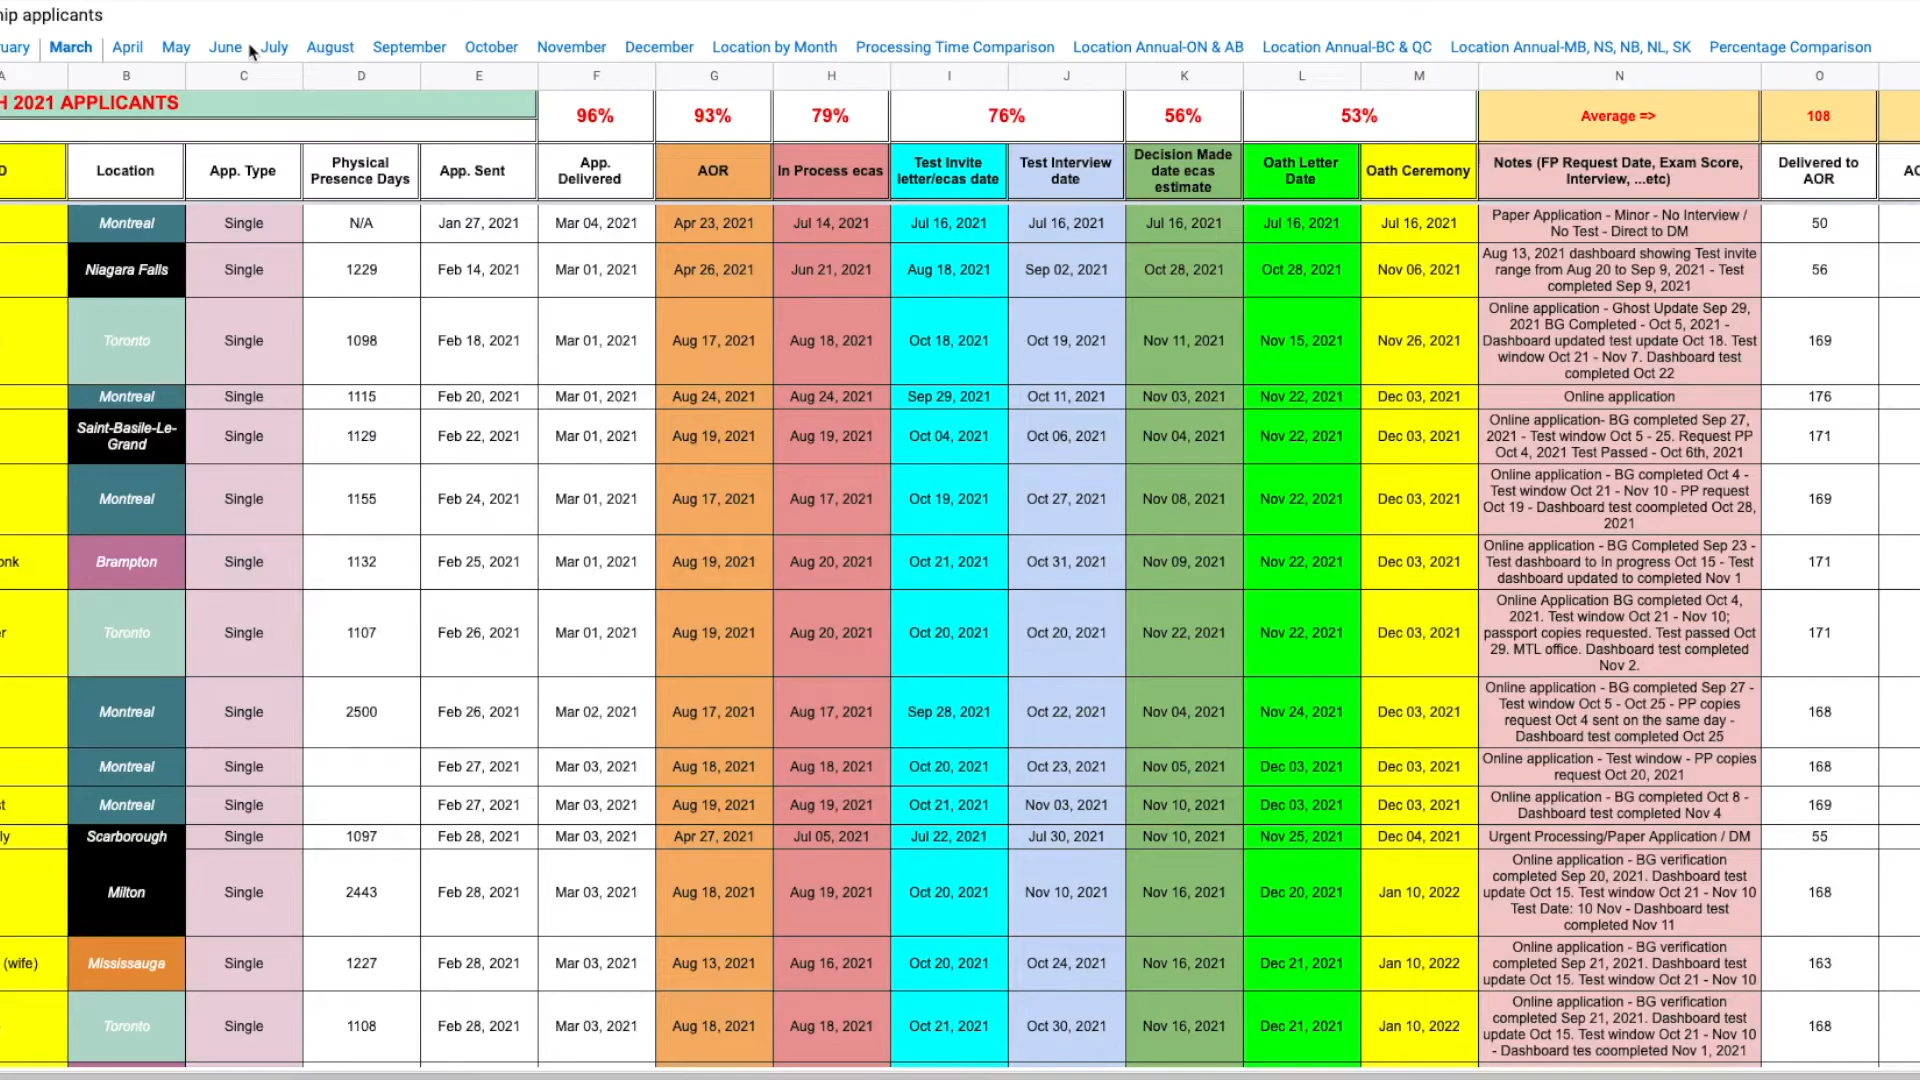 ip applicants
uary March April May June July August September October November December Location by Month Processing Time Comparison Location Annual-ON & AB Location Annual-BC & QC Location Annual-MB, NS, NB, NL, SK Percentage Comparison
A B C D E F G H I J K L M N O
H 2021 APPLICANTS 96% 93% 79% 76% 56% 53% Average => 108
D Location App. Type Physical Presence Days App. Sent App. Delivered AOR In Process ecas Test Invite letter/ecas date Test Interview date Decision Made date ecas estimate Oath Letter Date Oath Ceremony Notes (FP Request Date, Exam Score, Interview, ...etc) Delivered to AOR AO
Montreal Single N/A Jan 27, 2021 Mar 04, 2021 Apr 23, 2021 Jul 14, 2021 Jul 16, 2021 Jul 16, 2021 Jul 16, 2021 Jul 16, 2021 Jul 16, 2021 Paper Application - Minor - No Interview / No Test - Direct to DM 50
Niagara Falls Single 1229 Feb 14, 2021 Mar 01, 2021 Apr 26, 2021 Jun 21, 2021 Aug 18, 2021 Sep 02, 2021 Oct 28, 2021 Oct 28, 2021 Nov 06, 2021 Aug 13, 2021 dashboard showing Test invite range from Aug 20 to Sep 9, 2021 - Test completed Sep 9, 2021 56
Toronto Single 1098 Feb 18, 2021 Mar 01, 2021 Aug 17, 2021 Aug 18, 2021 Oct 18, 2021 Oct 19, 2021 Nov 11, 2021 Nov 15, 2021 Nov 26, 2021 Online application - Ghost Update Sep 29, 2021 BG Completed - Oct 5, 2021 - Dashboard updated test update Oct 18. Test window Oct 21 - Nov 7. Dashboard test completed Oct 22 169
Montreal Single 1115 Feb 20, 2021 Mar 01, 2021 Aug 24, 2021 Aug 24, 2021 Sep 29, 2021 Oct 11, 2021 Nov 03, 2021 Nov 22, 2021 Dec 03, 2021 Online application 176
Saint-Basile-Le-Grand Single 1129 Feb 22, 2021 Mar 01, 2021 Aug 19, 2021 Aug 19, 2021 Oct 04, 2021 Oct 06, 2021 Nov 04, 2021 Nov 22, 2021 Dec 03, 2021 Online application- BG completed Sep 27, 2021 - Test window Oct 5 - 25. Request PP Oct 4, 2021 Test Passed - Oct 6th, 2021 171
Montreal Single 1155 Feb 24, 2021 Mar 01, 2021 Aug 17, 2021 Aug 17, 2021 Oct 19, 2021 Oct 27, 2021 Nov 08, 2021 Nov 22, 2021 Dec 03, 2021 Online application - BG completed Oct 4 - Test window Oct 21 - Nov 10 - PP request Oct 19 - Dashboard test coompleted Oct 28, 2021 169
onk Brampton Single 1132 Feb 25, 2021 Mar 01, 2021 Aug 19, 2021 Aug 20, 2021 Oct 21, 2021 Oct 31, 2021 Nov 09, 2021 Nov 22, 2021 Dec 03, 2021 Online application - BG Completed Sep 23 - Test dashboard to In progress Oct 15 - Test dashboard updated to completed Nov 1 171
r Toronto Single 1107 Feb 26, 2021 Mar 01, 2021 Aug 19, 2021 Aug 20, 2021 Oct 20, 2021 Oct 20, 2021 Nov 22, 2021 Nov 22, 2021 Dec 03, 2021 Online Application BG completed Oct 4, 2021. Test window Oct 21 - Nov 10; passport copies requested. Test passed Oct 29. MTL office. Dashboard test completed Nov 2. 171
Montreal Single 2500 Feb 26, 2021 Mar 02, 2021 Aug 17, 2021 Aug 17, 2021 Sep 28, 2021 Oct 22, 2021 Nov 04, 2021 Nov 24, 2021 Dec 03, 2021 Online application - BG completed Sep 27 - Test window Oct 5 - Oct 25 - PP copies request Oct 4 sent on the same day - Dashboard test completed Oct 25 168
Montreal Single Feb 27, 2021 Mar 03, 2021 Aug 18, 2021 Aug 18, 2021 Oct 20, 2021 Oct 23, 2021 Nov 05, 2021 Dec 03, 2021 Dec 03, 2021 Online application - Test window - PP copies request Oct 20, 2021 168
t Montreal Single Feb 27, 2021 Mar 03, 2021 Aug 19, 2021 Aug 19, 2021 Oct 21, 2021 Nov 03, 2021 Nov 10, 2021 Dec 03, 2021 Dec 03, 2021 Online application - BG completed Oct 8 - Dashboard test completed Nov 4 169
ly Scarborough Single 1097 Feb 28, 2021 Mar 03, 2021 Apr 27, 2021 Jul 05, 2021 Jul 22, 2021 Jul 30, 2021 Nov 10, 2021 Nov 25, 2021 Dec 04, 2021 Urgent Processing/Paper Application / DM 55
Milton Single 2443 Feb 28, 2021 Mar 03, 2021 Aug 18, 2021 Aug 19, 2021 Oct 20, 2021 Nov 10, 2021 Nov 16, 2021 Dec 20, 2021 Jan 10, 2022 Online application - BG verification completed Sep 20, 2021. Dashboard test update Oct 15. Test window Oct 21 - Nov 10 Test Date: 10 Nov - Dashboard test completed Nov 11 168
(wife) Mississauga Single 1227 Feb 28, 2021 Mar 03, 2021 Aug 13, 2021 Aug 16, 2021 Oct 20, 2021 Oct 24, 2021 Nov 16, 2021 Dec 21, 2021 Jan 10, 2022 Online application - BG verification completed Sep 21, 2021. Dashboard test update Oct 15. Test window Oct 21 - Nov 10 163
Toronto Single 1108 Feb 28, 2021 Mar 03, 2021 Aug 18, 2021 Aug 18, 2021 Oct 21, 2021 Oct 30, 2021 Nov 16, 2021 Dec 21, 2021 Jan 10, 2022 Online application - BG verification completed Sep 21, 2021. Dashboard test update Oct 15. Test window Oct 21 - Nov 10 - Dashboard tes coompleted Nov 1, 2021 168